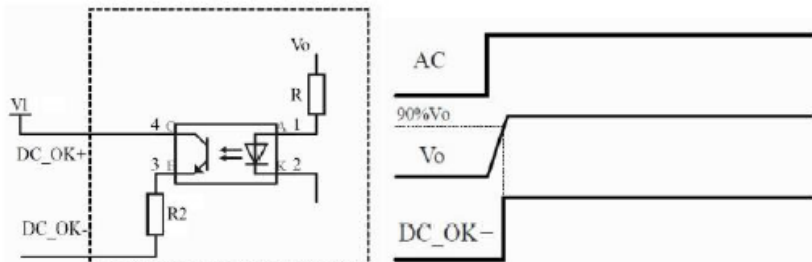 Vo
R
V1
4 C A 1
DC_OK+
3 E K 2
R2
DC_OK-
AC
90%Vo
Vo
DC_OK-